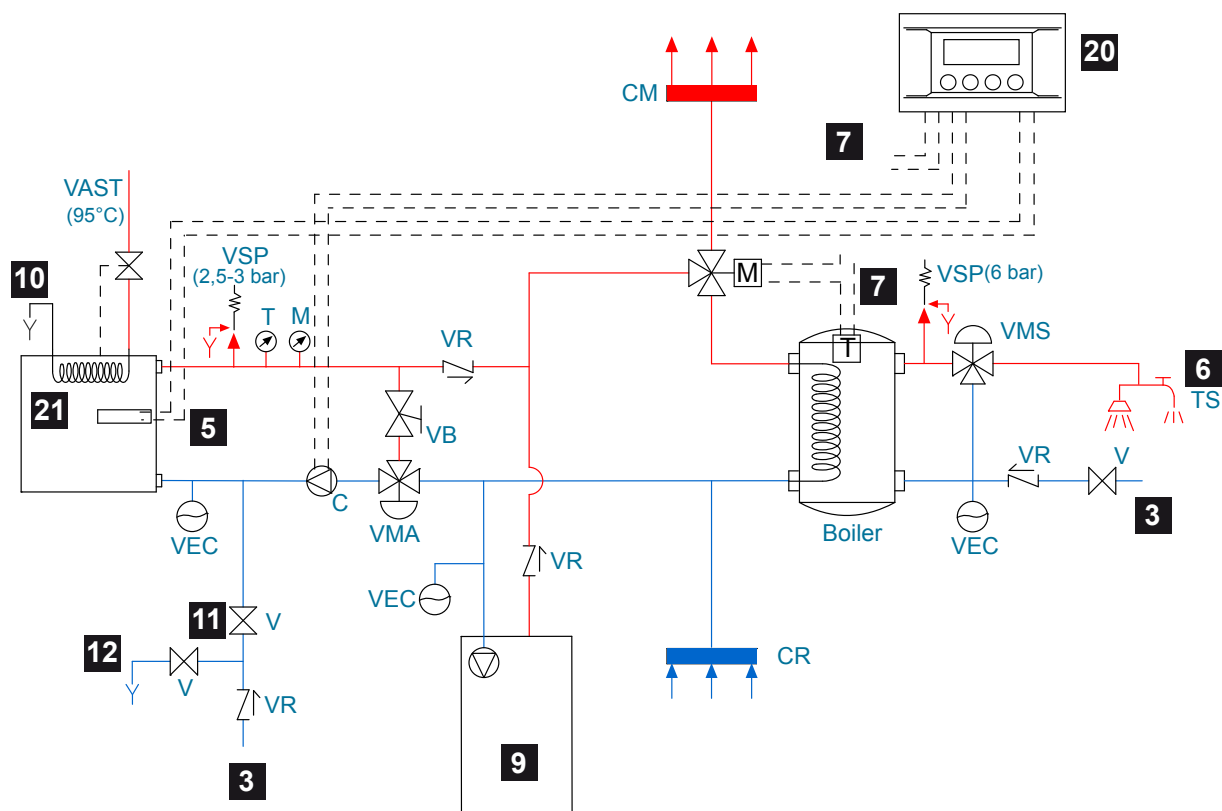 20
CM
7
VAST
(95°C)
10
VSP
(2,5-3 bar)
T
M
VR
M
7
VSP(6 bar)
VMS
T
6
TS
21
5
VB
VR
V
C
VMA
3
VEC
Boiler
VEC
VR
VEC
11
V
12
V
CR
VR
3
9